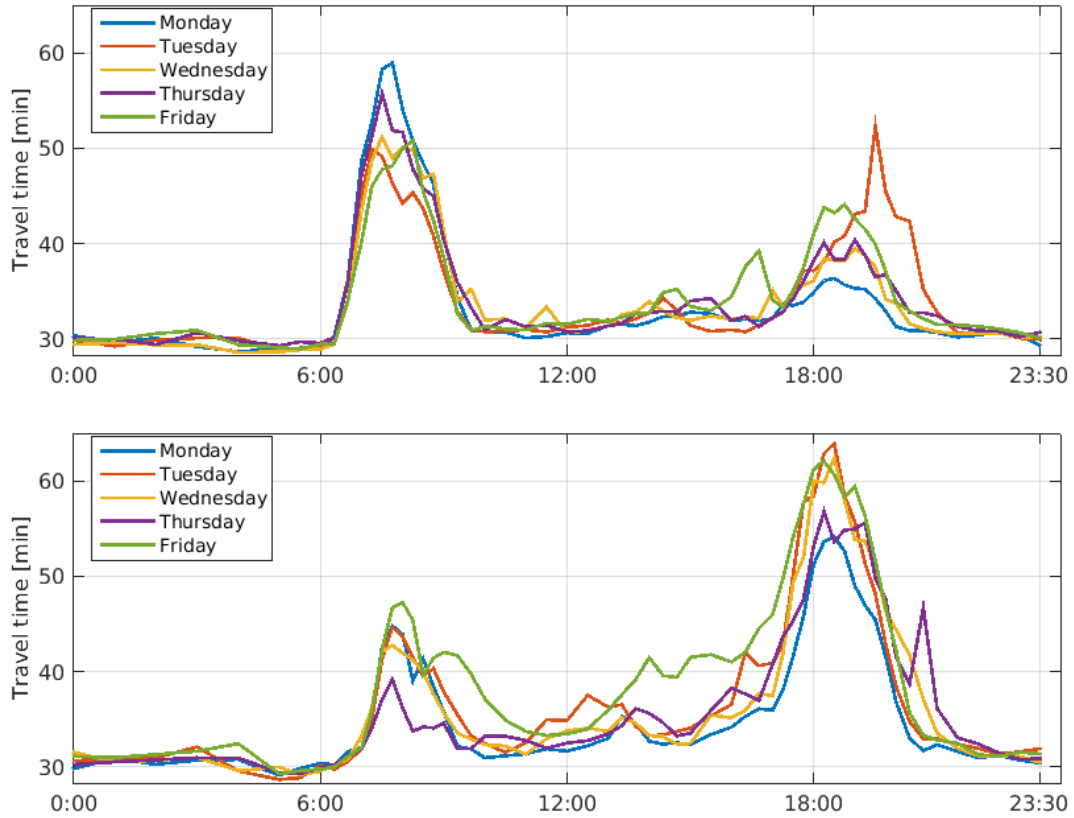 Travel time [min]
60
50
40
30
Monday
Tuesday
Wednesday
Thursday
Friday
0:00 6:00 12:00 18:00 23:30
Travel time [min]
60
50
40
30
Monday
Tuesday
Wednesday
Thursday
Friday
0:00 6:00 12:00 18:00 23:30